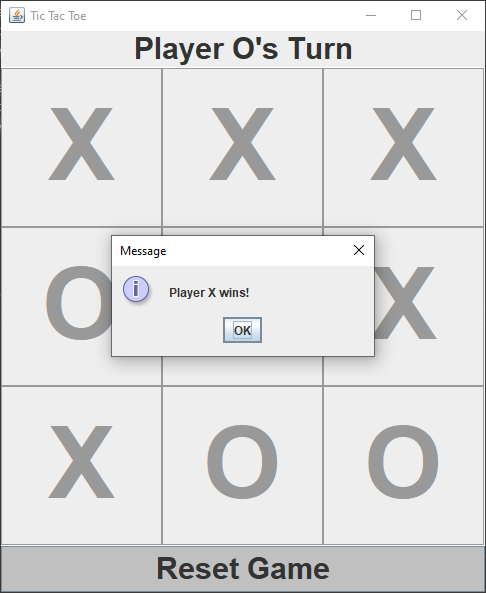 Tic Tac Toe
Player O's Turn
X X X
Message
Player X wins!
OK
O X
X O O
Reset Game